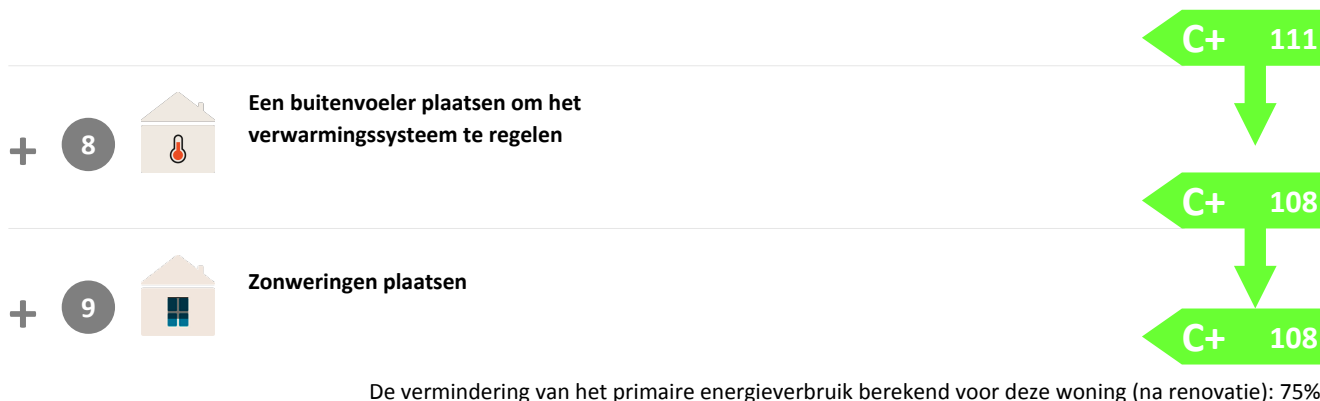 C+ 111
Een buitenvoeler plaatsen om het
verwarmingssysteem te regelen
+ 8
C+ 108
Zonweringen plaatsen
+ 9
C+ 108
De vermindering van het primaire energieverbruik berekend voor deze woning (na renovatie): 75%